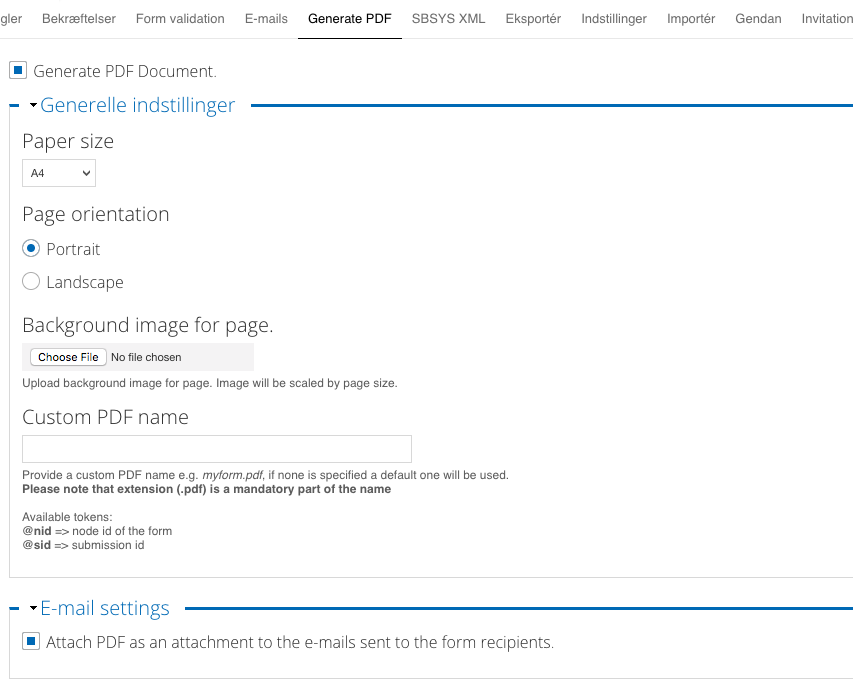 gler Bekræftelser Form validation E-mails Generate PDF SBSYS XML Eksportér Indstillinger Importér Gendan Invitation
Generate PDF Document.
Generelle indstillinger
Paper size
A4
Page orientation
Portrait
Landscape
Background image for page.
Choose File No file chosen
Upload background image for page. Image will be scaled by page size.
Custom PDF name
Provide a custom PDF name e.g. myform.pdf, if none is specified a default one will be used.
Please note that extension (.pdf) is a mandatory part of the name
Available tokens:
@nid => node id of the form
@sid => submission id
E-mail settings
Attach PDF as an attachment to the e-mails sent to the form recipients.